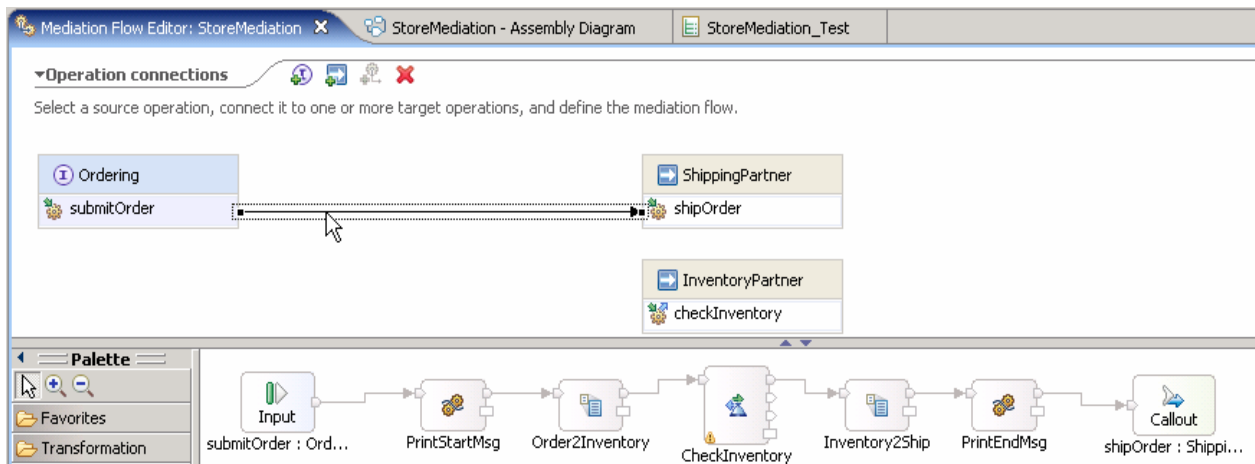 Mediation Flow Editor: StoreMediation
StoreMediation - Assembly Diagram
StoreMediation_Test
Operation connections
Select a source operation, connect it to one or more target operations, and define the mediation flow.
Ordering
submitOrder
ShippingPartner
shipOrder
InventoryPartner
checkInventory
Palette
Favorites
Transformation
Input
submitOrder : Ord...
PrintStartMsg
Order2Inventory
CheckInventory
Inventory2Ship
PrintEndMsg
Callout
shipOrder : Shippi...